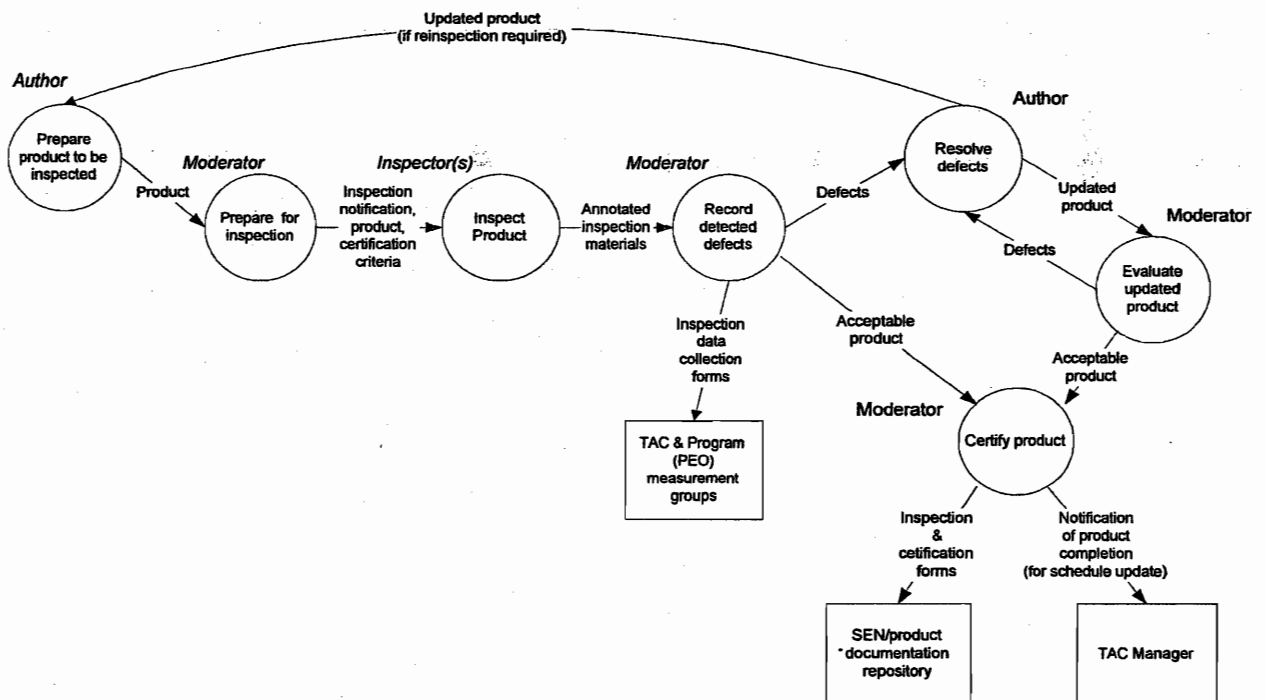 Updated product
(if reinspection required)
Author
Prepare
product to be
inspected
Product
Moderator
Prepare for
inspection
Inspection
notification,
product,
certification
criteria
Inspector(s)
Inspect
Product
Annotated
inspection
materials
Moderator
Record
detected
defects
Defects
Author
Resolve
defects
Updated
product
Defects
Moderator
Evaluate
updated
product
Inspection
data
collection
forms
Acceptable
product
Acceptable
product
TAC & Program
(PEO)
measurement
groups
Moderator
Certify product
Inspection
&
cetification
forms
Notification
of product
completion
(for schedule update)
SEN/product
documentation
repository
TAC Manager